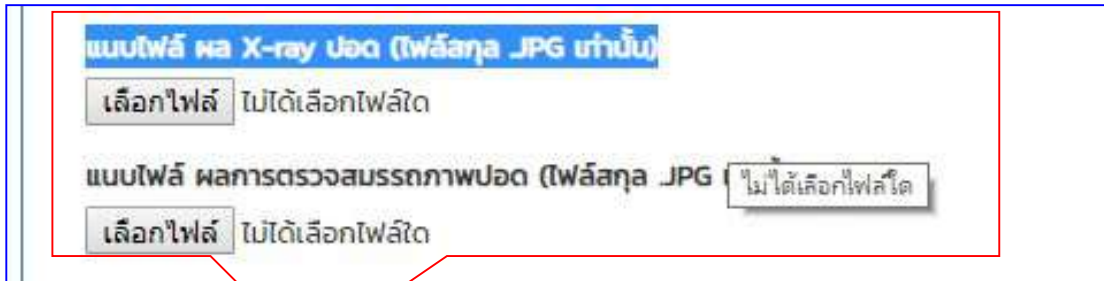 แนบไฟล์ ผล X-ray ปอด (ไฟล์สกุล .JPG เท่านั้น)
เลือกไฟล์ ไม่ได้เลือกไฟล์ใด
แนบไฟล์ ผลการตรวจสมรรถภาพปอด (ไฟล์สกุล .JPG
ไม่ได้เลือกไฟล์ใด
เลือกไฟล์ ไม่ได้เลือกไฟล์ใด